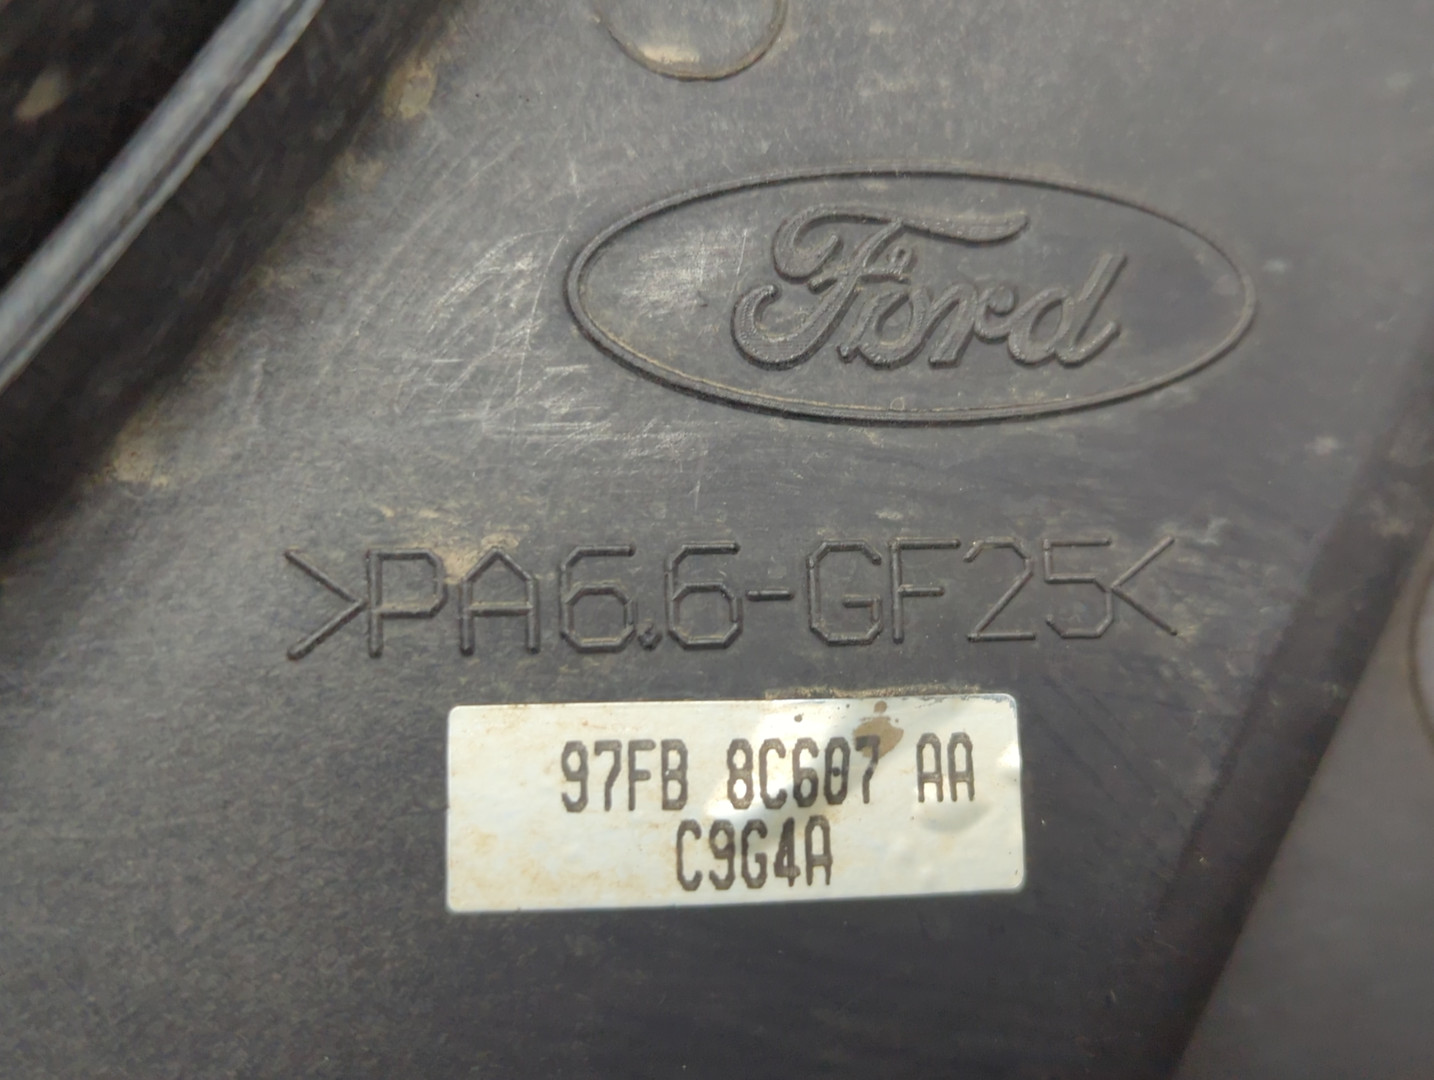 Ford
>PA6.6-GF25<
97FB 8C607 AA
C9G4A